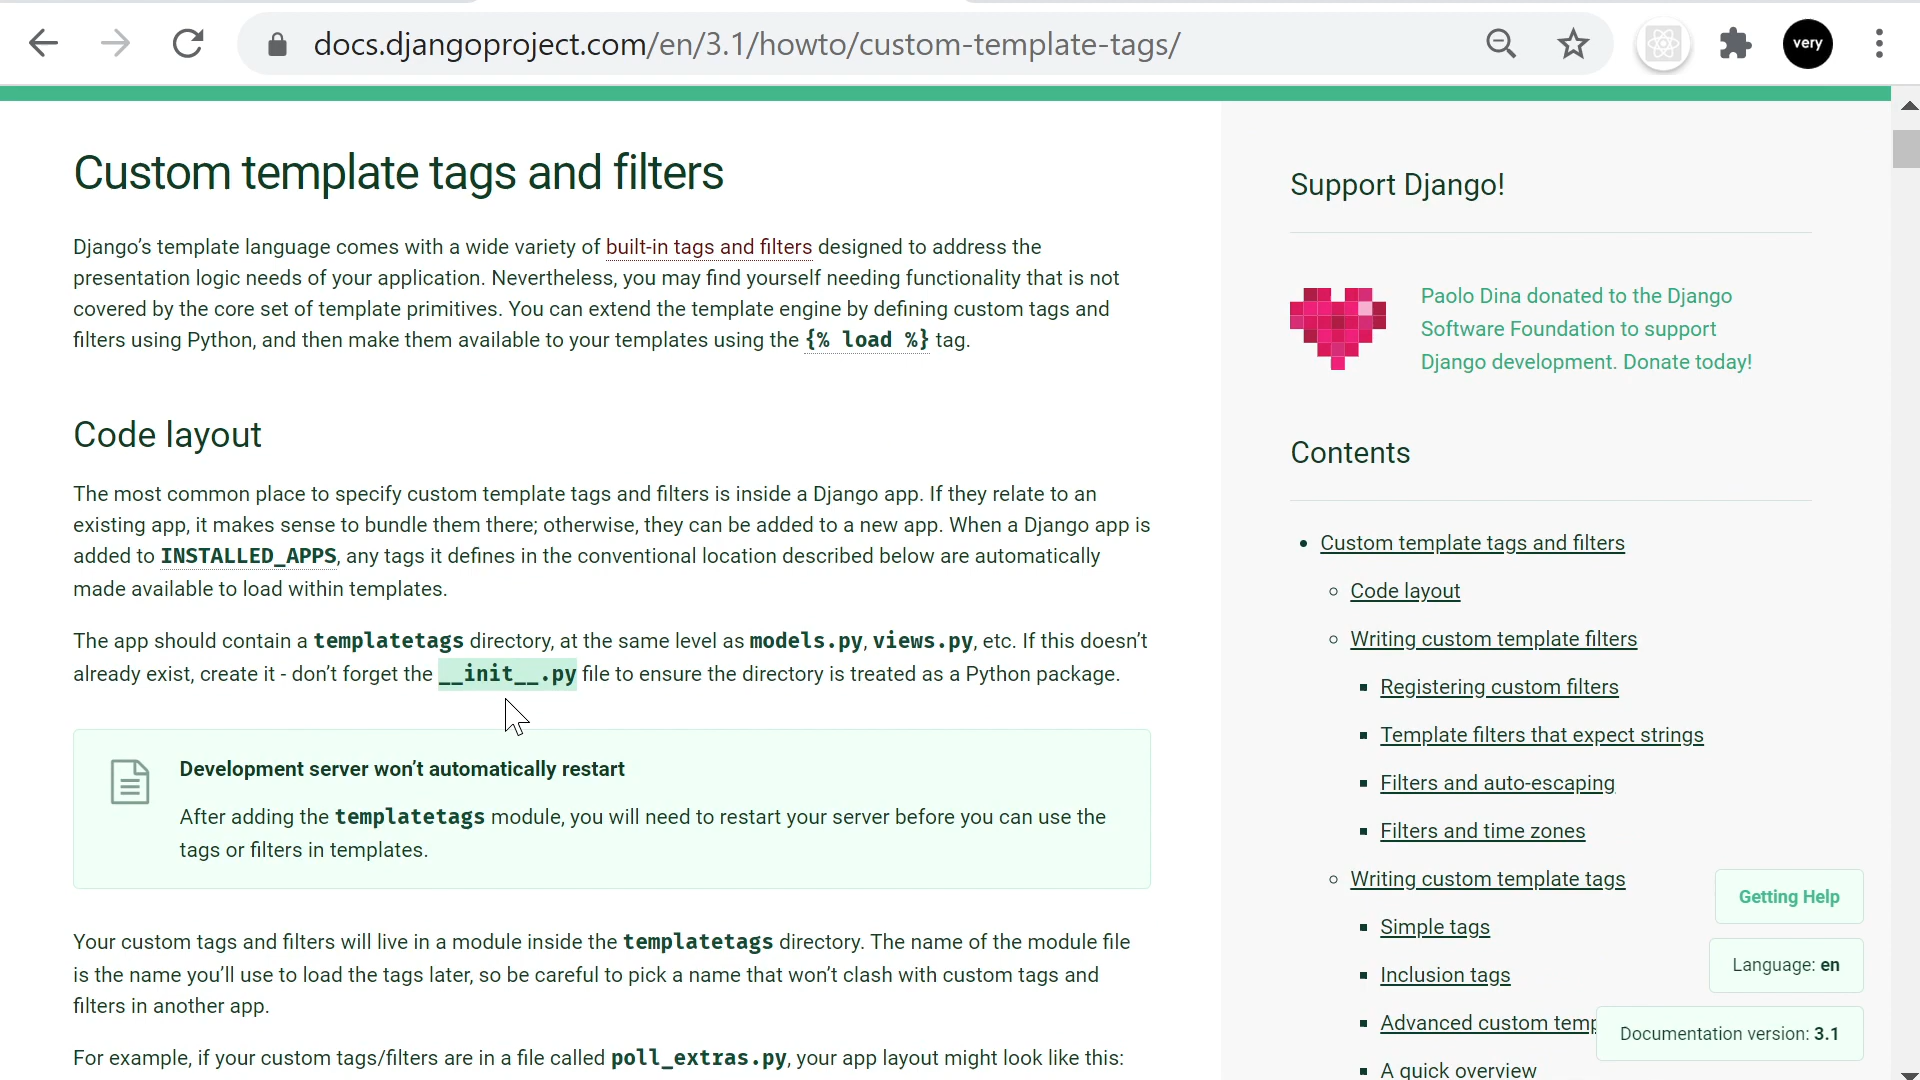 docs.djangoproject.com/en/3.1/howto/custom-template-tags/
very
Custom template tags and filters
Django's template language comes with a wide variety of built-in tags and filters designed to address the
presentation logic needs of your application. Nevertheless, you may find yourself needing functionality that is not
covered by the core set of template primitives. You can extend the template engine by defining custom tags and
filters using Python, and then make them available to your templates using the {% load %} tag.
Code layout
The most common place to specify custom template tags and filters is inside a Django app. If they relate to an
existing app, it makes sense to bundle them there; otherwise, they can be added to a new app. When a Django app is
added to INSTALLED_APPS, any tags it defines in the conventional location described below are automatically
made available to load within templates.
The app should contain a templatetags directory, at the same level as models.py, views.py, etc. If this doesn't
already exist, create it - don't forget the __init__.py file to ensure the directory is treated as a Python package.
Development server won't automatically restart
After adding the templatetags module, you will need to restart your server before you can use the
tags or filters in templates.
Your custom tags and filters will live in a module inside the templatetags directory. The name of the module file
is the name you'll use to load the tags later, so be careful to pick a name that won't clash with custom tags and
filters in another app.
For example, if your custom tags/filters are in a file called poll_extras.py, your app layout might look like this:
Support Django!
Paolo Dina donated to the Django
Software Foundation to support
Django development. Donate today!
Contents
Custom template tags and filters
Code layout
Writing custom template filters
Registering custom filters
Template filters that expect strings
Filters and auto-escaping
Filters and time zones
Writing custom template tags
Simple tags
Inclusion tags
Advanced custom temp
A quick overview
Getting Help
Language: en
Documentation version: 3.1